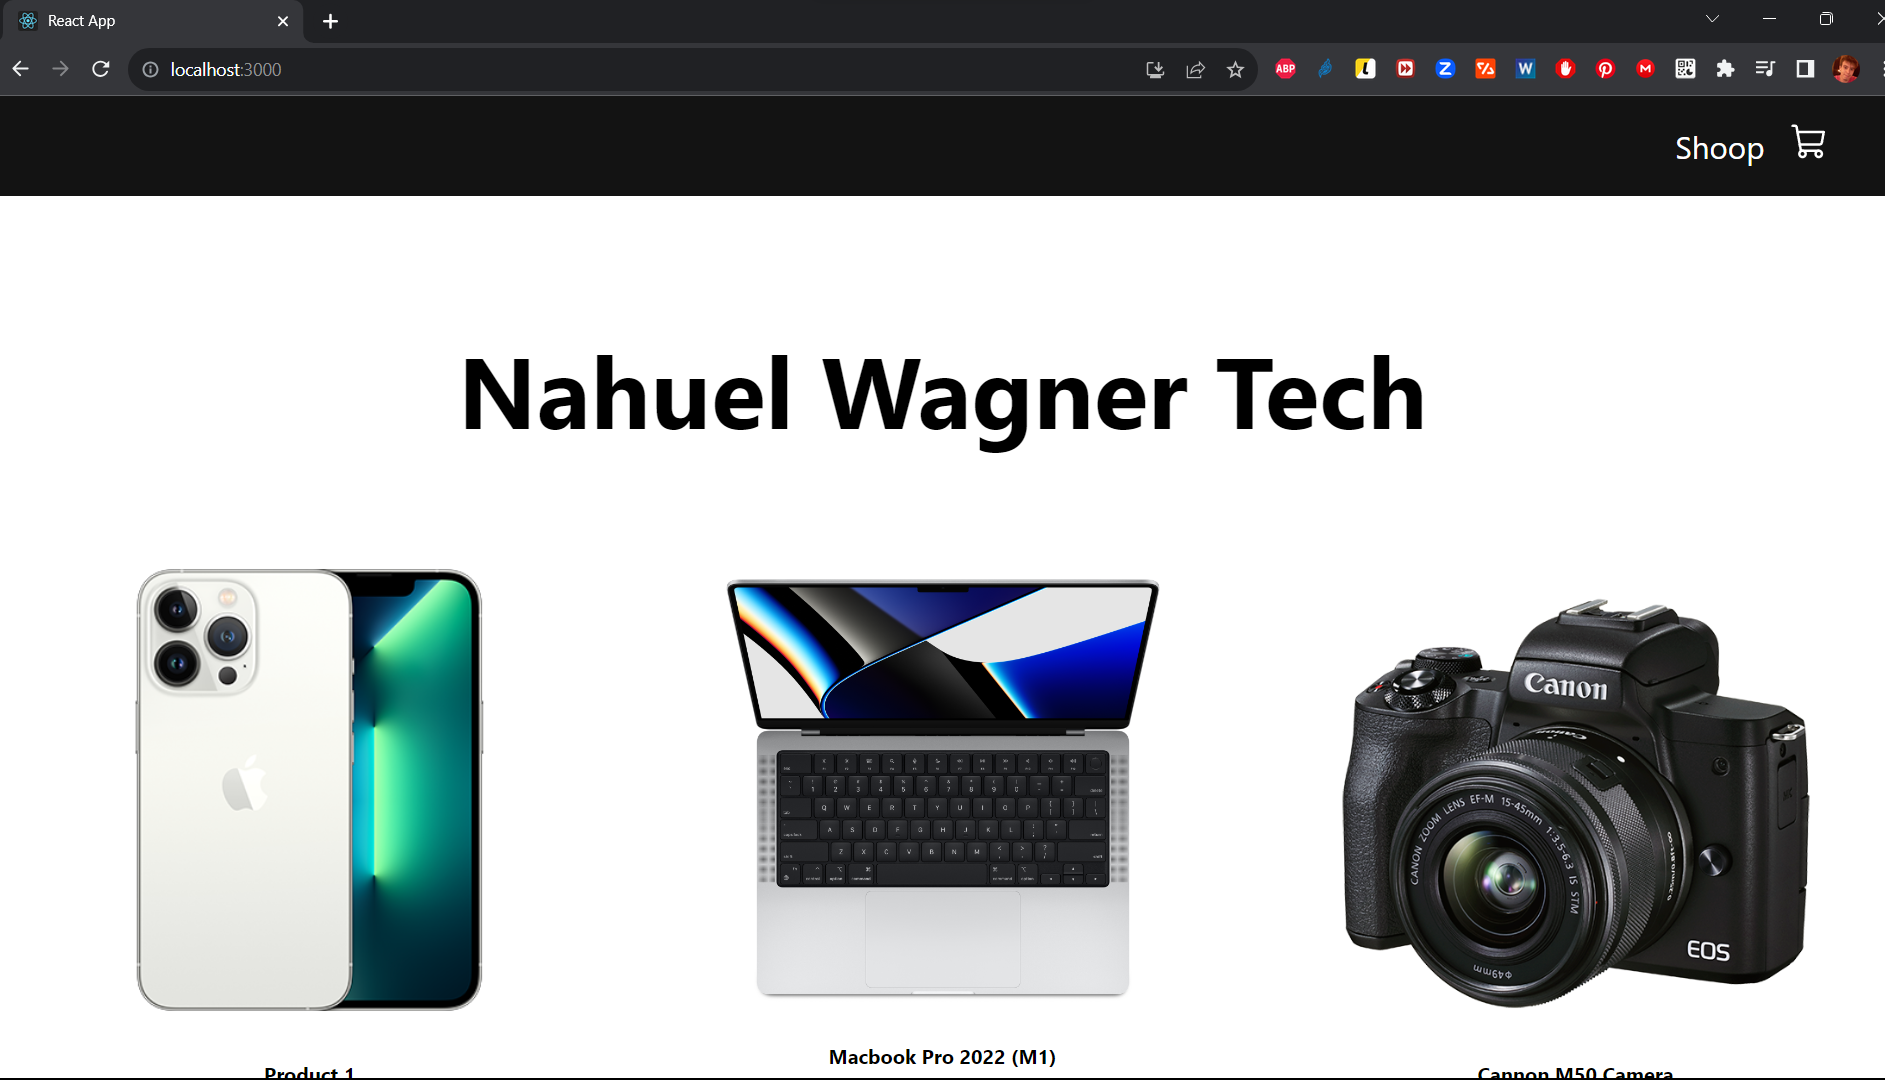 React App
localhost:3000
ABP
Z
W
M
Shoop
Nahuel Wagner Tech
Canon
Canon
CANON ZOOM LENS EF-M 15-45mm 1:3.5-6.3 IS STM
EOS
Φ49mm
Q W E R T Y U I O P
A S D F G H J K L
Z X C V B N M
Macbook Pro 2022 (M1)
Product 1
Cannon M50 Camera